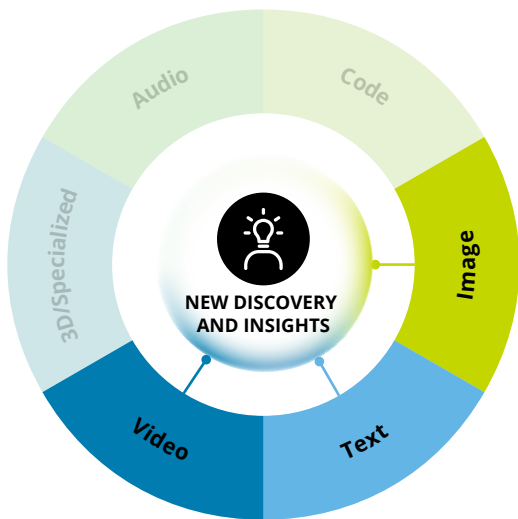 Audio
Code
3D/Specialized
NEW DISCOVERY
AND INSIGHTS
Image
Video
Text